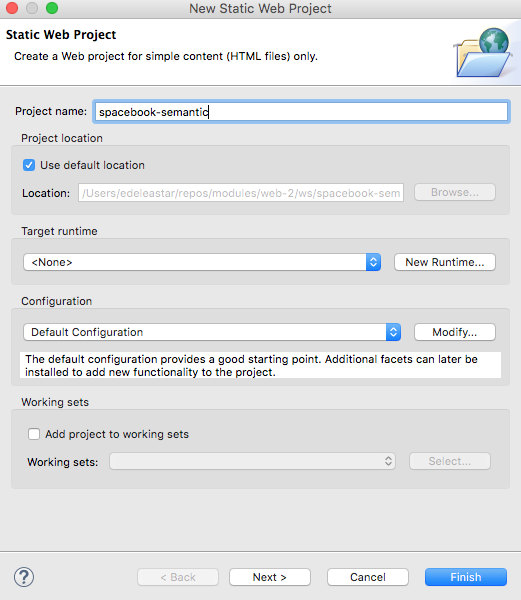 New Static Web Project
Static Web Project
Create a Web project for simple content (HTML files) only.
Project name: spacebook-semantic
Project location
Use default location
Location: /Users/edeleastar/repos/modules/web-2/ws/spacebook-sem Browse...
Target runtime
<None> New Runtime...
Configuration
Default Configuration Modify...
The default configuration provides a good starting point. Additional facets can later be
installed to add new functionality to the project.
Working sets
Add project to working sets
Working sets: Select...
? < Back Next > Cancel Finish